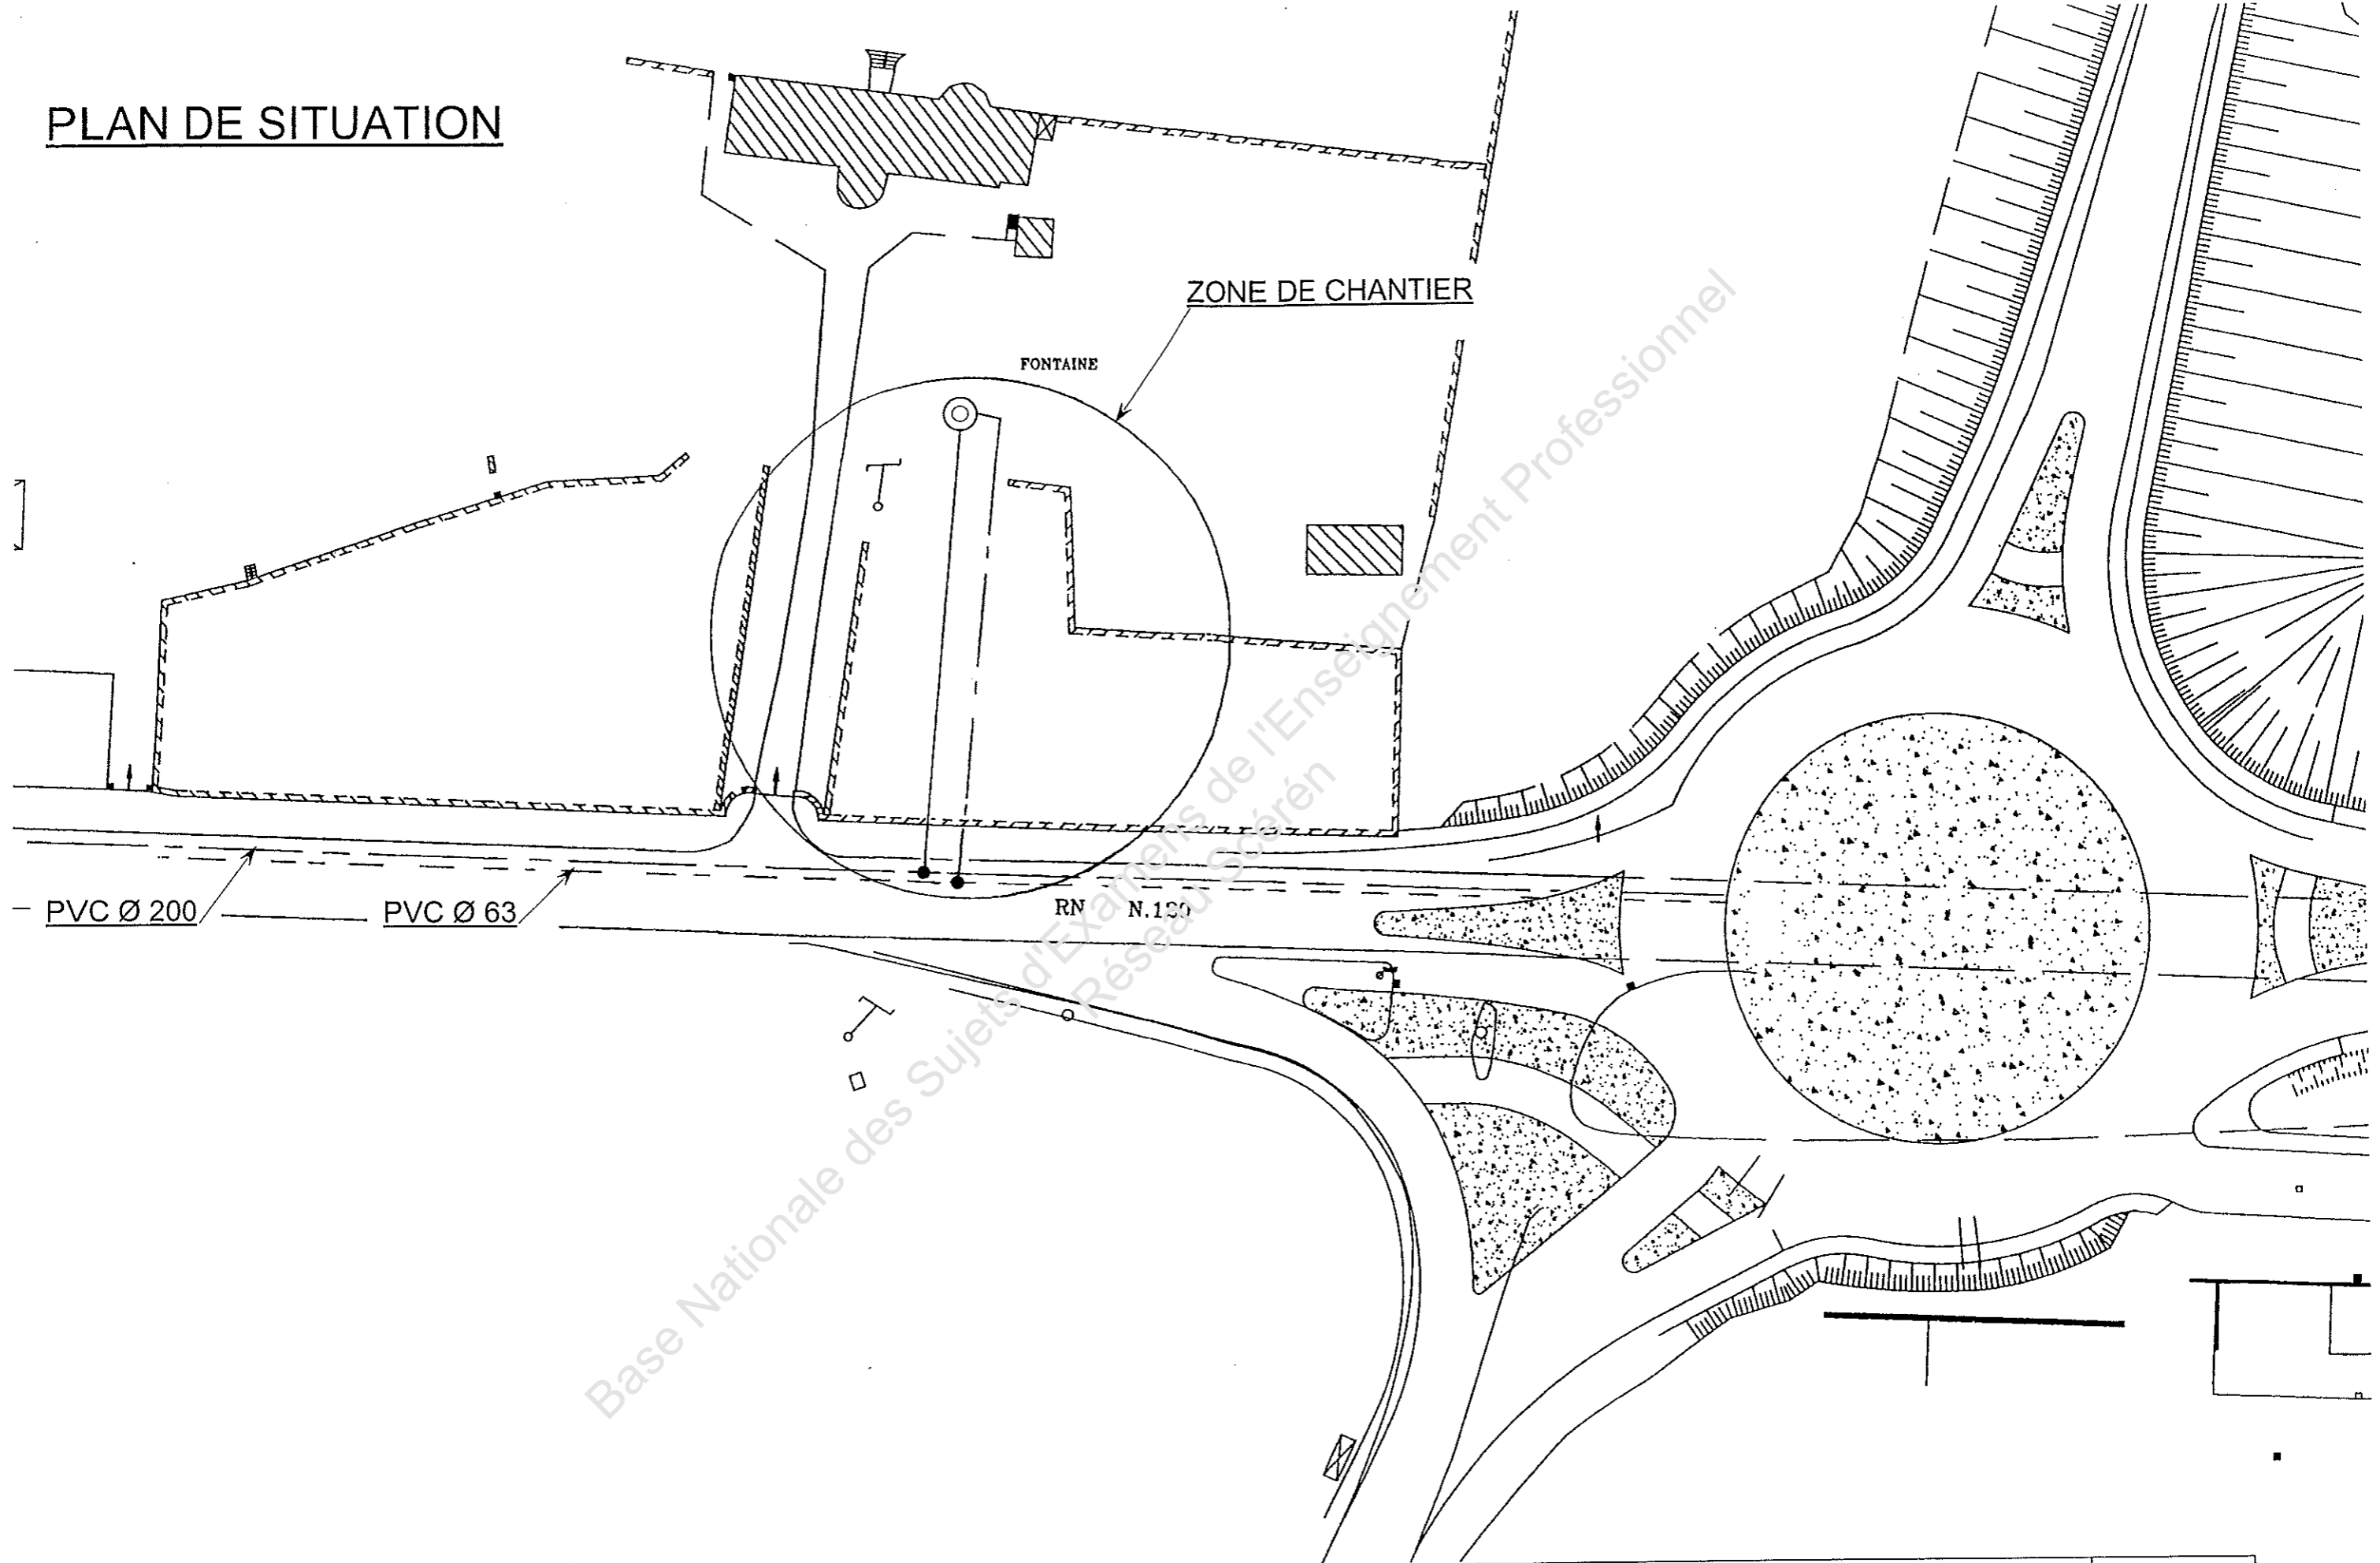 PLAN DE SITUATION
ZONE DE CHANTIER
FONTAINE
PVC Ø 200
PVC Ø 63
RN
Base Nationale des Sujets d'Examens de l'Enseignement Professionnel
Réseau Scérén